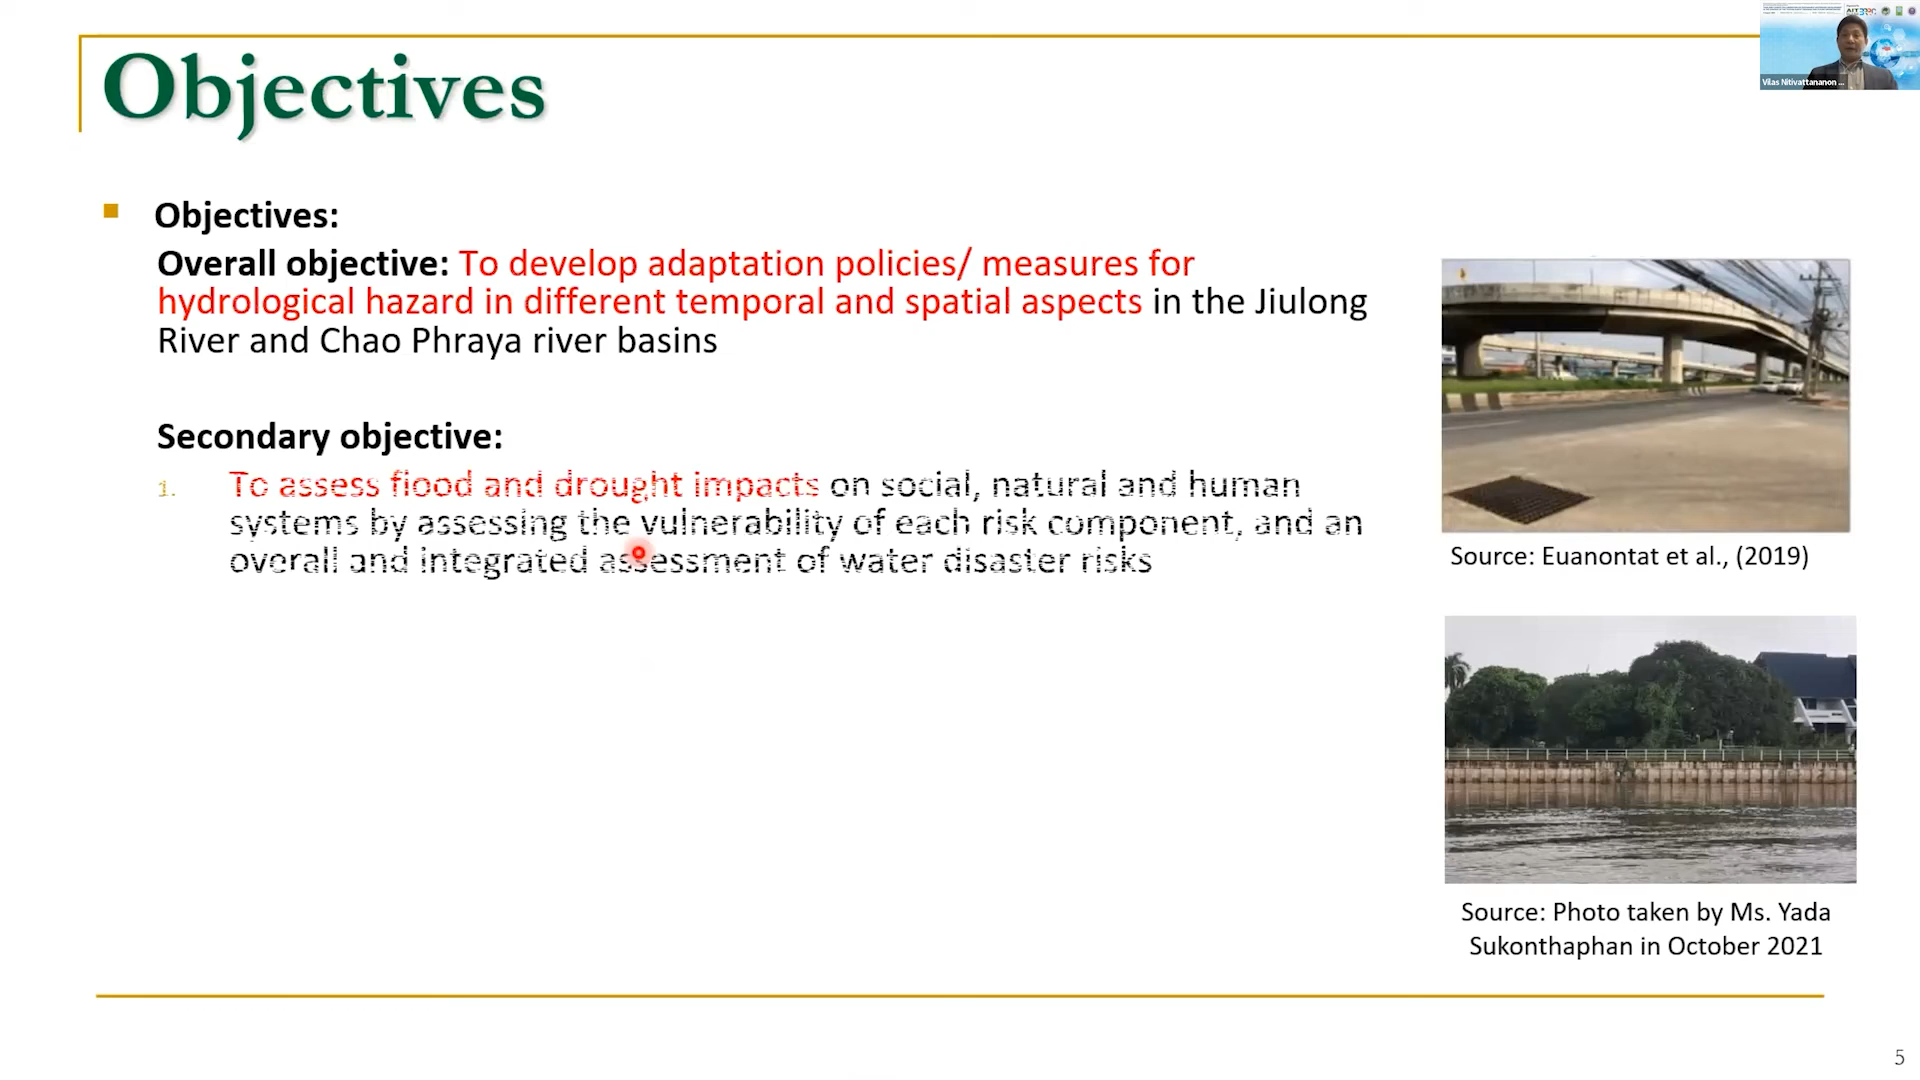 Objectives
Objectives:
Overall objective: To develop adaptation policies/ measures for
hydrological hazard in different temporal and spatial aspects in the Jiulong
River and Chao Phraya river basins
Secondary objective:
1. To assess flood and drought impacts on social, natural and human
systems by assessing the vulnerability of each risk component, and an
overall and integrated assessment of water disaster risks
Source: Euanontat et al., (2019)
Source: Photo taken by Ms. Yada
Sukonthaphan in October 2021
Vilas Nitivattananon ...
5